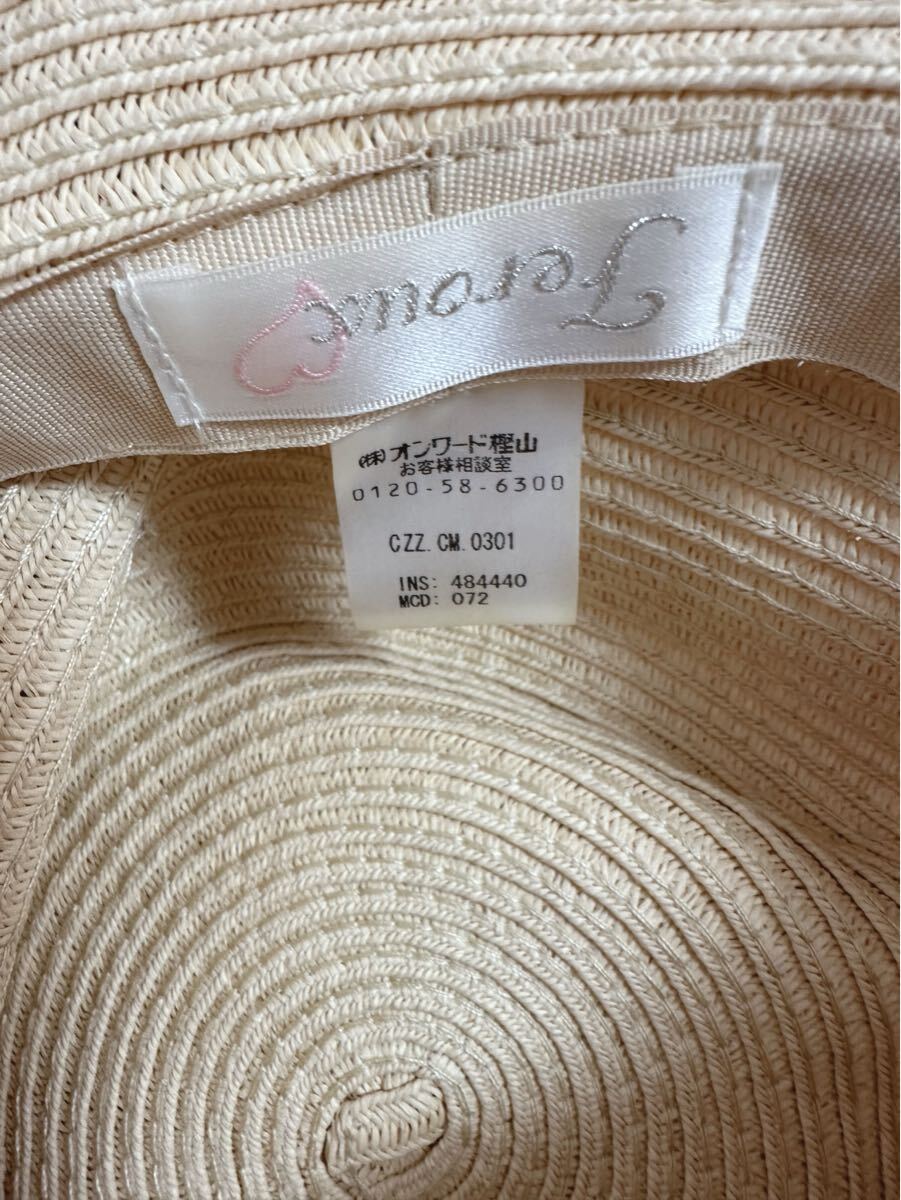 Feroux
(株)オンワード樫山
お客様相談室
0120-58-6300
CZZ.CM.0301
INS: 484440
MCD: 072